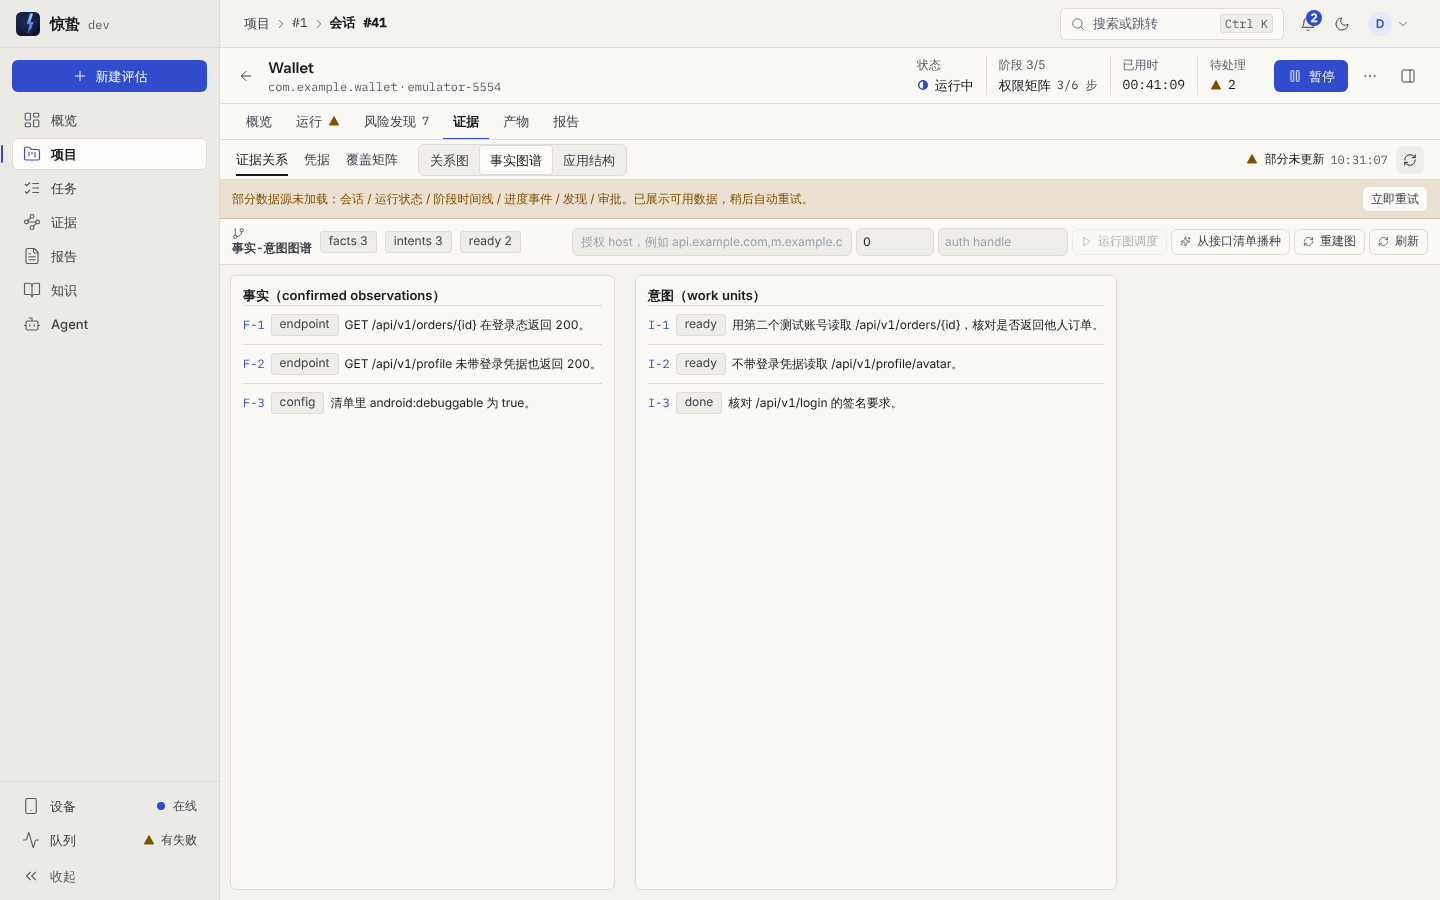 惊蛰 dev
项目 > #1 > 会话 #41
搜索或跳转 Ctrl K
2
D
新建评估
概览
项目
任务
证据
报告
知识
Agent
设备 在线
队列 有失败
收起
Wallet
com.example.wallet · emulator-5554
状态
运行中
阶段 3/5
权限矩阵 3/6 步
已用时
00:41:09
待处理
2
暂停
概览 运行 风险发现 7 证据 产物 报告
证据关系 凭据 覆盖矩阵 关系图 事实图谱 应用结构 部分未更新 10:31:07
部分数据源未加载：会话 / 运行状态 / 阶段时间线 / 进度事件 / 发现 / 审批。已展示可用数据，稍后自动重试。 立即重试
事实-意图图谱 facts 3 intents 3 ready 2 授权 host，例如 api.example.com,m.example.c 0 auth handle 运行图调度 从接口清单播种 重建图 刷新
事实（confirmed observations）
F-1 endpoint GET /api/v1/orders/{id} 在登录态返回 200。
F-2 endpoint GET /api/v1/profile 未带登录凭据也返回 200。
F-3 config 清单里 android:debuggable 为 true。
意图（work units）
I-1 ready 用第二个测试账号读取 /api/v1/orders/{id}，核对是否返回他人订单。
I-2 ready 不带登录凭据读取 /api/v1/profile/avatar。
I-3 done 核对 /api/v1/login 的签名要求。